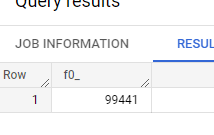 Query results
JOB INFORMATION RESUL
Row f0_
1 99441